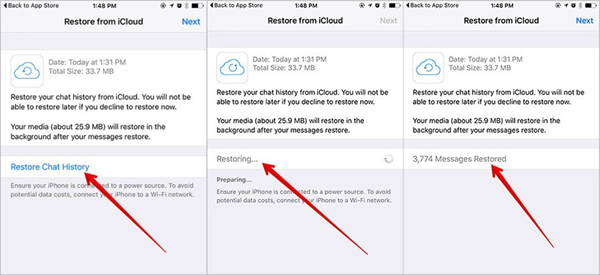 Back to App Store 1:48 PM
Restore from iCloud Next
Date: Today at 1:31 PM
Total Size: 33.7 MB
Restore your chat history from iCloud. You will not be
able to restore later if you decline to restore now.
Your media (about 25.9 MB) will restore in the
background after your messages restore.
Restore Chat History
Ensure your iPhone is connected to a power source. To avoid
potential data costs, connect your iPhone to a Wi-Fi network.
Back to App Store 1:48 PM
Restore from iCloud Next
Date: Today at 1:31 PM
Total Size: 33.7 MB
Restore your chat history from iCloud. You will not be
able to restore later if you decline to restore now.
Your media (about 25.9 MB) will restore in the
background after your messages restore.
Restoring...
Preparing...
Ensure your iPhone is connected to a power source. To avoid
potential data costs, connect your iPhone to a Wi-Fi network.
Back to App Store 1:48 PM
Restore from iCloud Next
Date: Today at 1:31 PM
Total Size: 33.7 MB
Restore your chat history from iCloud. You will not be
able to restore later if you decline to restore now.
Your media (about 25.9 MB) will restore in the
background after your messages restore.
3,774 Messages Restored